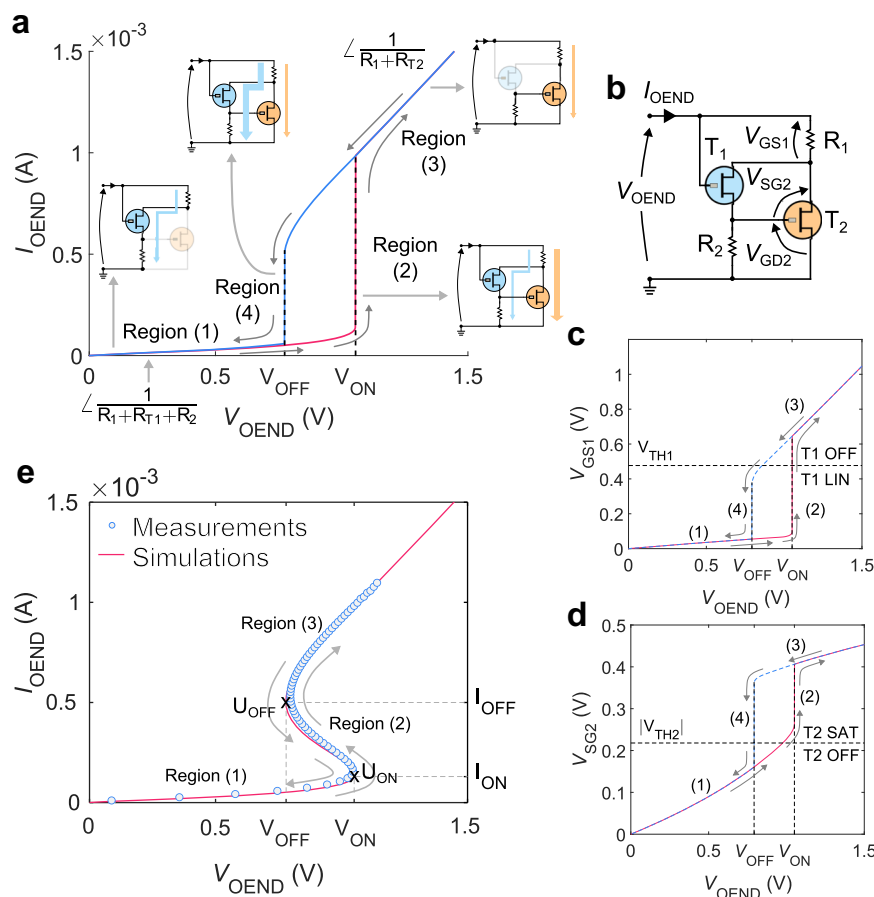 a
× 10⁻³
1.5
1
0.5
0
I_OEND (A)
∠ 1/(R₁+R_T2)
Region (3)
Region (2)
Region (4)
Region (1)
∠ 1/(R₁+R_T1+R₂)
0
0.5
V_OFF
V_ON
1.5
V_OEND (V)
b
I_OEND
V_OEND
T₁
V_GS1
R₁
V_SG2
T₂
R₂
V_GD2
c
1
0.8
0.6
0.4
0.2
0
V_GS1 (V)
V_TH1
T1 OFF
T1 LIN
(3)
(4)
(2)
(1)
0
0.5
V_OFF
V_ON
1.5
V_OEND (V)
d
0.5
0.4
0.3
0.2
0.1
0
V_SG2 (V)
|V_TH2|
T2 SAT
T2 OFF
(3)
(2)
(4)
(1)
0
0.5
V_OFF
V_ON
1.5
V_OEND (V)
e
× 10⁻³
1.5
1
0.5
0
I_OEND (A)
Measurements
Simulations
Region (3)
U_OFF
x
I_OFF
Region (2)
Region (1)
x
U_ON
I_ON
0
V_OFF
V_ON
1.5
V_OEND (V)